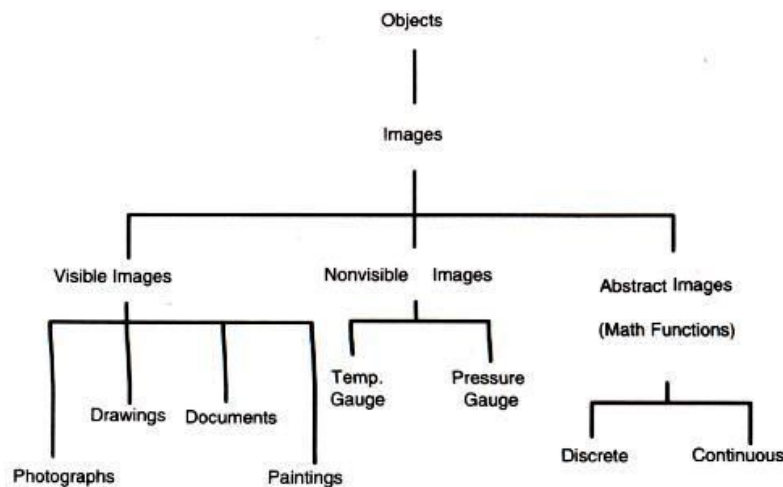 Objects
Images
Visible Images
Nonvisible Images
Abstract Images
(Math Functions)
Temp.
Gauge
Pressure
Gauge
Drawings
Documents
Discrete
Continuous
Photographs
Paintings